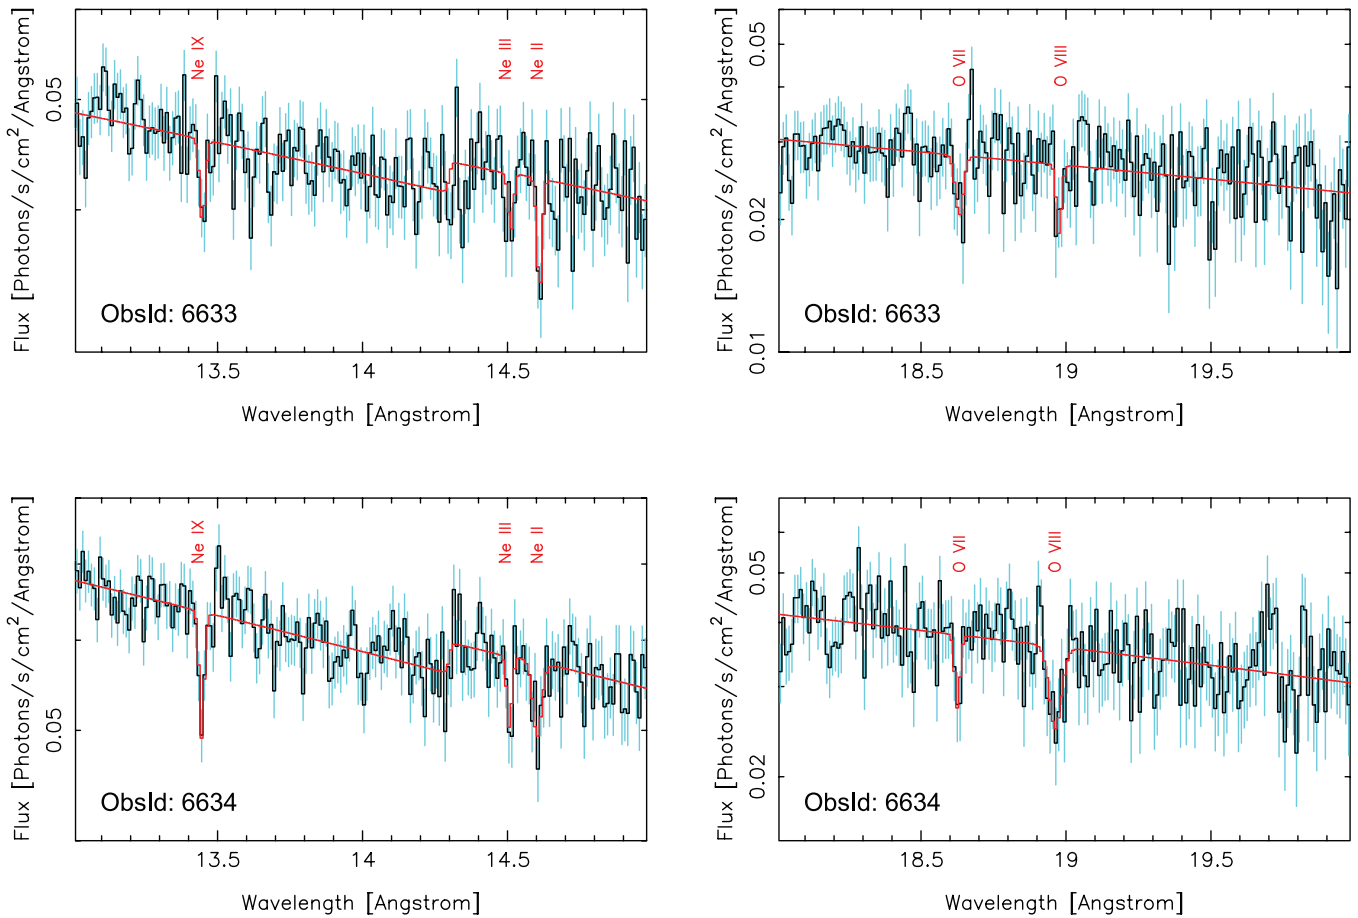 Flux [Photons/s/cm²/Angstrom]
0.05
Ne IX
Ne III
Ne II
ObsId: 6633
13.5 14 14.5
Wavelength [Angstrom]
Flux [Photons/s/cm²/Angstrom]
0.05
0.02
0.01
O VII
O VIII
ObsId: 6633
18.5 19 19.5
Wavelength [Angstrom]
Flux [Photons/s/cm²/Angstrom]
0.05
Ne IX
Ne III
Ne II
ObsId: 6634
13.5 14 14.5
Wavelength [Angstrom]
Flux [Photons/s/cm²/Angstrom]
0.05
0.02
O VII
O VIII
ObsId: 6634
18.5 19 19.5
Wavelength [Angstrom]